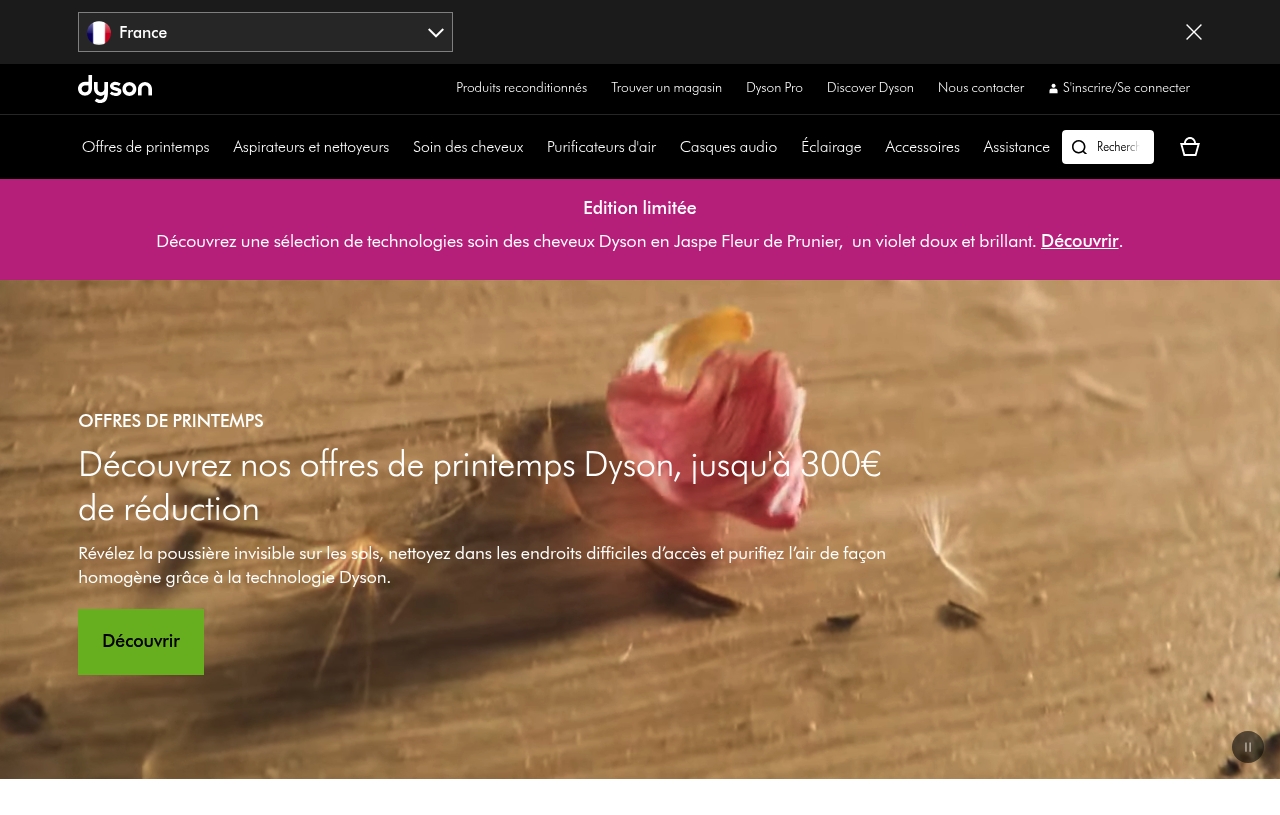 France
dyson
Produits reconditionnés
Trouver un magasin
Dyson Pro
Discover Dyson
Nous contacter
S'inscrire/Se connecter
Offres de printemps
Aspirateurs et nettoyeurs
Soin des cheveux
Purificateurs d'air
Casques audio
Éclairage
Accessoires
Assistance
Recherch
Edition limitée
Découvrez une sélection de technologies soin des cheveux Dyson en Jaspe Fleur de Prunier,  un violet doux et brillant. Découvrir.
OFFRES DE PRINTEMPS
Découvrez nos offres de printemps Dyson, jusqu'à 300€
de réduction
Révélez la poussière invisible sur les sols, nettoyez dans les endroits difficiles d’accès et purifiez l’air de façon
homogène grâce à la technologie Dyson.
Découvrir